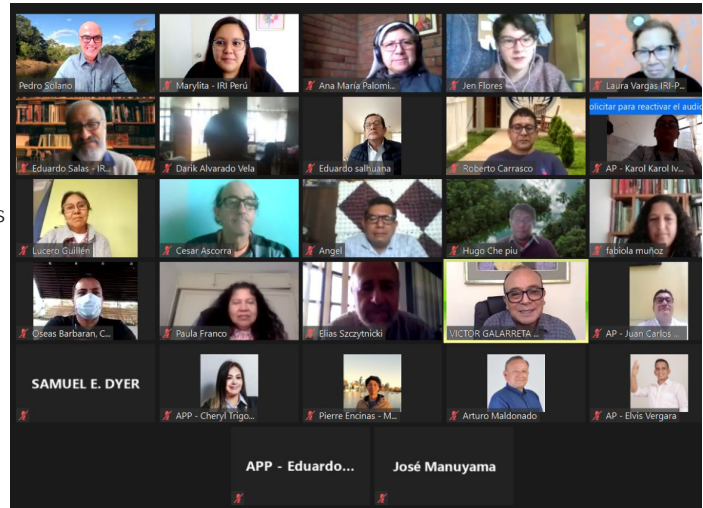 Pedro Solano
Marylita - IRI Perú
Ana María Palomi...
Jen Flores
Laura Vargas IRI-P...
olicitar para reactivar el audio
Eduardo Salas - IR...
Darik Alvarado Vela
Eduardo salhuana
Roberto Carrasco
AP - Karol Karol Iv...
s
Lucero Guillén
Cesar Ascorra
Angel
Hugo Che piu
fabiola muñoz
Oseas Barbaran, C...
Paula Franco
Elias Szczytnicki
VICTOR GALARRETA ...
AP - Juan Carlos ...
SAMUEL E. DYER
APP - Cheryl Trigo...
Pierre Encinas - M...
Arturo Maldonado
AP - Elvis Vergara
APP - Eduardo...
José Manuyama